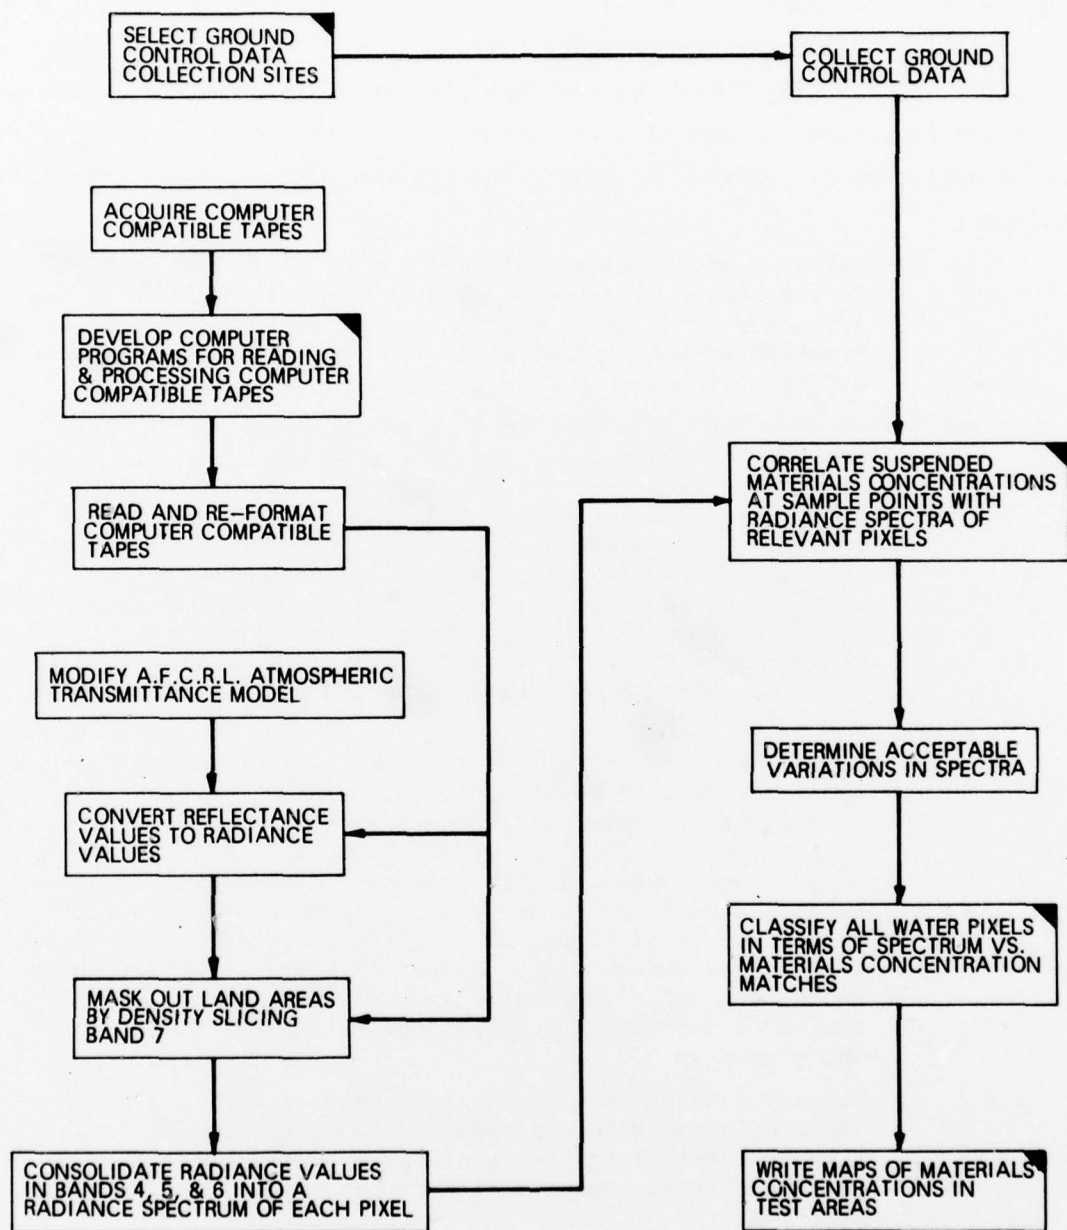 SELECT GROUND
CONTROL DATA
COLLECTION SITES
COLLECT GROUND
CONTROL DATA
ACQUIRE COMPUTER
COMPATIBLE TAPES
DEVELOP COMPUTER
PROGRAMS FOR READING
& PROCESSING COMPUTER
COMPATIBLE TAPES
READ AND RE-FORMAT
COMPUTER COMPATIBLE
TAPES
MODIFY A.F.C.R.L. ATMOSPHERIC
TRANSMITTANCE MODEL
CONVERT REFLECTANCE
VALUES TO RADIANCE
VALUES
MASK OUT LAND AREAS
BY DENSITY SLICING
BAND 7
CONSOLIDATE RADIANCE VALUES
IN BANDS 4, 5, & 6 INTO A
RADIANCE SPECTRUM OF EACH PIXEL
CORRELATE SUSPENDED
MATERIALS CONCENTRATIONS
AT SAMPLE POINTS WITH
RADIANCE SPECTRA OF
RELEVANT PIXELS
DETERMINE ACCEPTABLE
VARIATIONS IN SPECTRA
CLASSIFY ALL WATER PIXELS
IN TERMS OF SPECTRUM VS.
MATERIALS CONCENTRATION
MATCHES
WRITE MAPS OF MATERIALS
CONCENTRATIONS IN
TEST AREAS